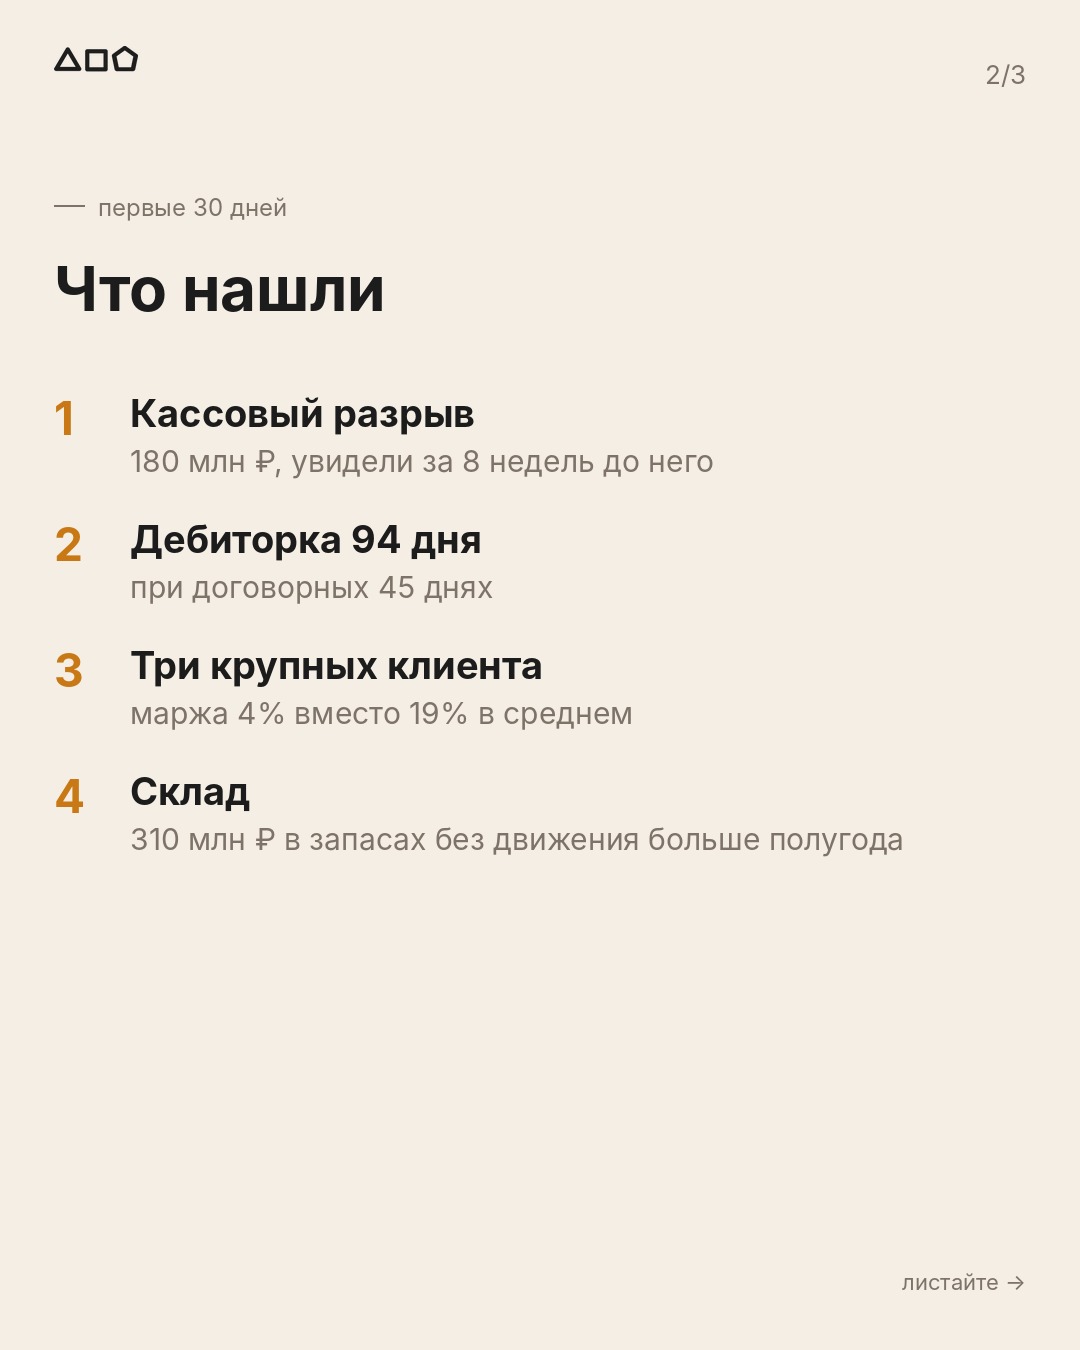 2/3
— первые 30 дней
Что нашли
1 Кассовый разрыв
180 млн ₽, увидели за 8 недель до него
2 Дебиторка 94 дня
при договорных 45 днях
3 Три крупных клиента
маржа 4% вместо 19% в среднем
4 Склад
310 млн ₽ в запасах без движения больше полугода
листайте →